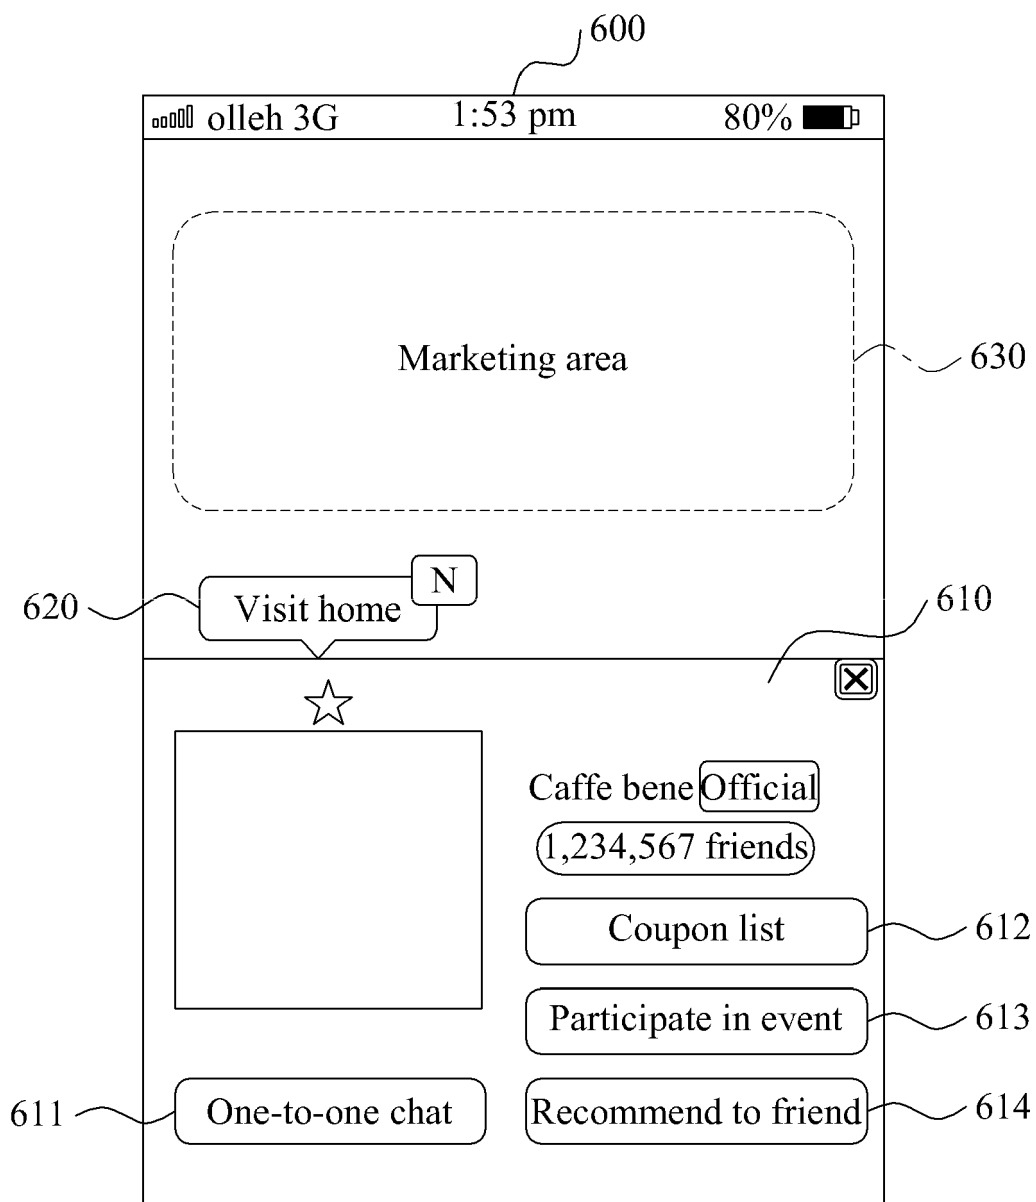 600
olleh 3G 1:53 pm 80%
Marketing area
630
N
620 Visit home
610
Caffe bene Official
1,234,567 friends
Coupon list 612
Participate in event 613
611 One-to-one chat Recommend to friend 614